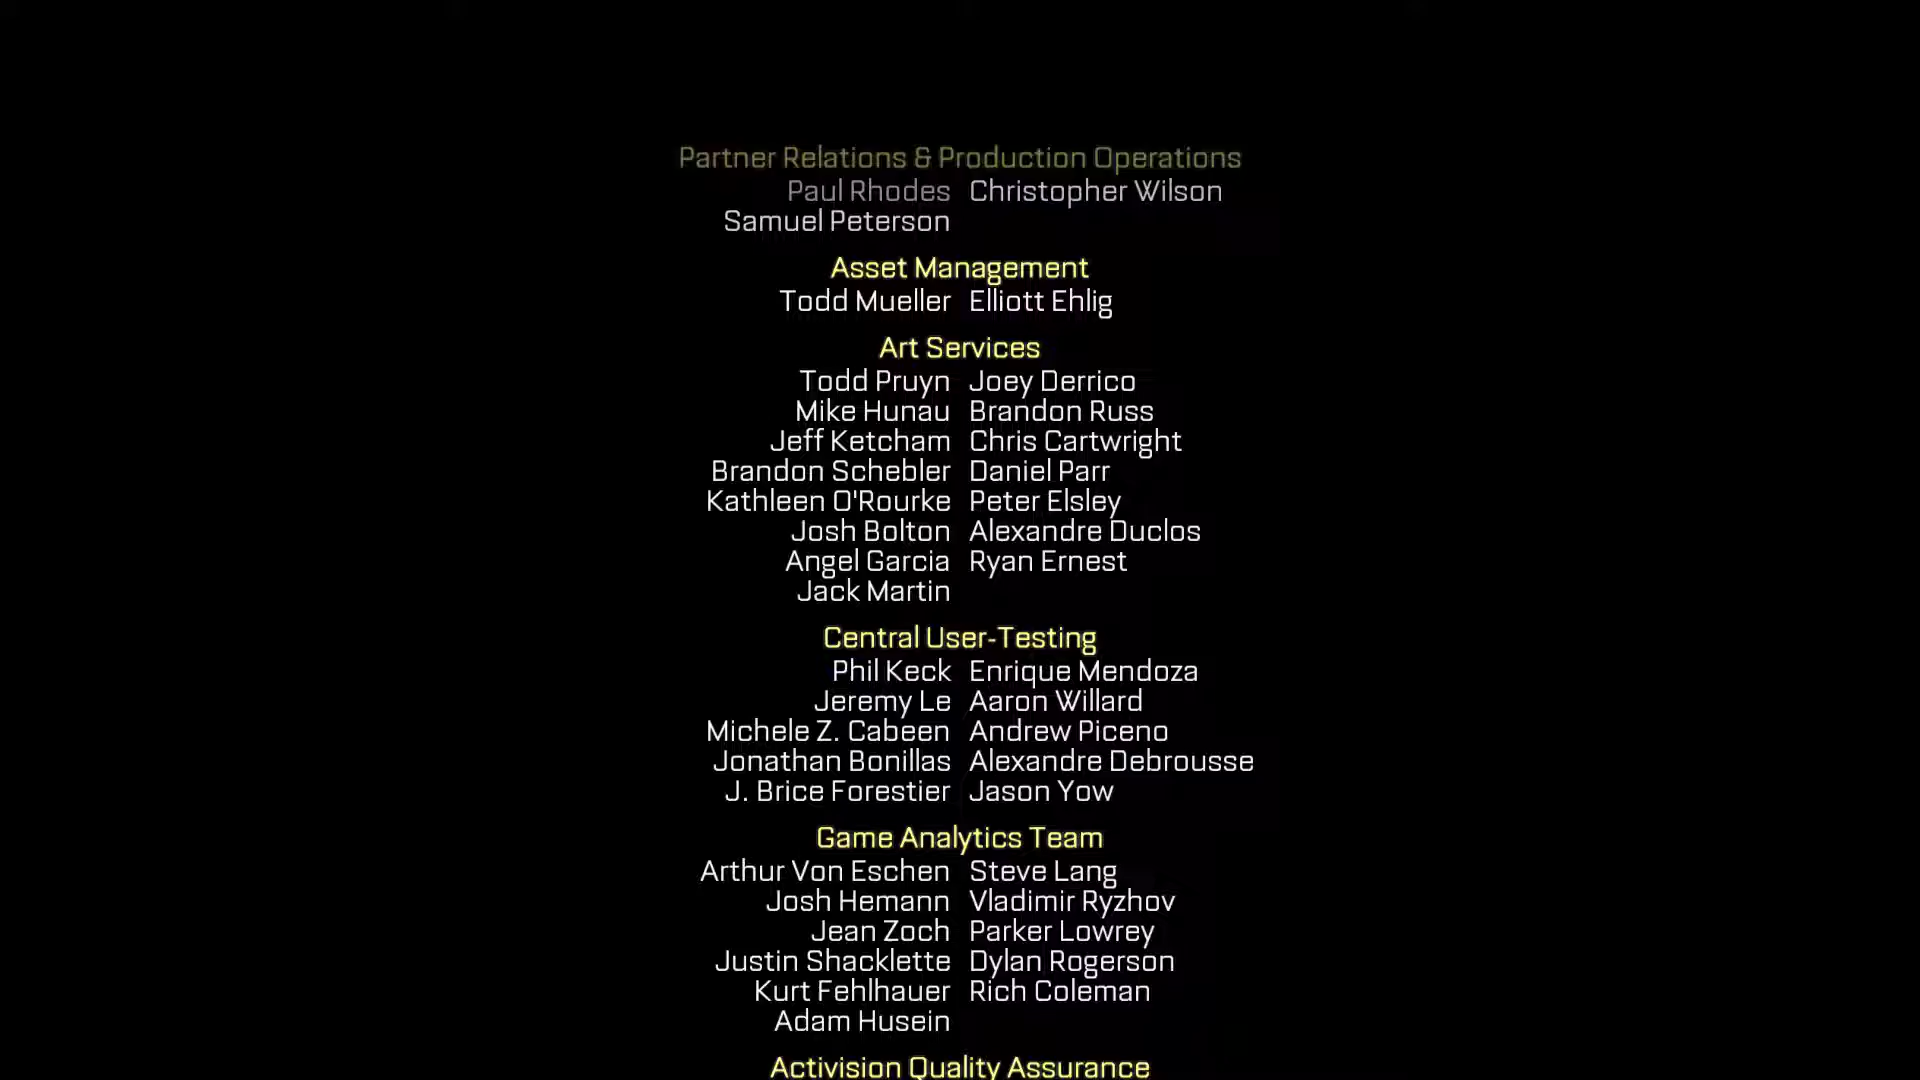 Partner Relations & Production Operations
Paul Rhodes Christopher Wilson
Samuel Peterson
Asset Management
Todd Mueller Elliott Ehlig
Art Services
Todd Pruyn Joey Derrico
Mike Hunau Brandon Russ
Jeff Ketcham Chris Cartwright
Brandon Schebler Daniel Parr
Kathleen O'Rourke Peter Elsley
Josh Bolton Alexandre Duclos
Angel Garcia Ryan Ernest
Jack Martin
Central User-Testing
Phil Keck Enrique Mendoza
Jeremy Le Aaron Willard
Michele Z. Cabeen Andrew Piceno
Jonathan Bonillas Alexandre Debrousse
J. Brice Forestier Jason Yow
Game Analytics Team
Arthur Von Eschen Steve Lang
Josh Hemann Vladimir Ryzhov
Jean Zoch Parker Lowrey
Justin Shacklette Dylan Rogerson
Kurt Fehlhauer Rich Coleman
Adam Husein
Activision Quality Assurance